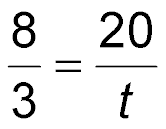 8/3 = 20/t